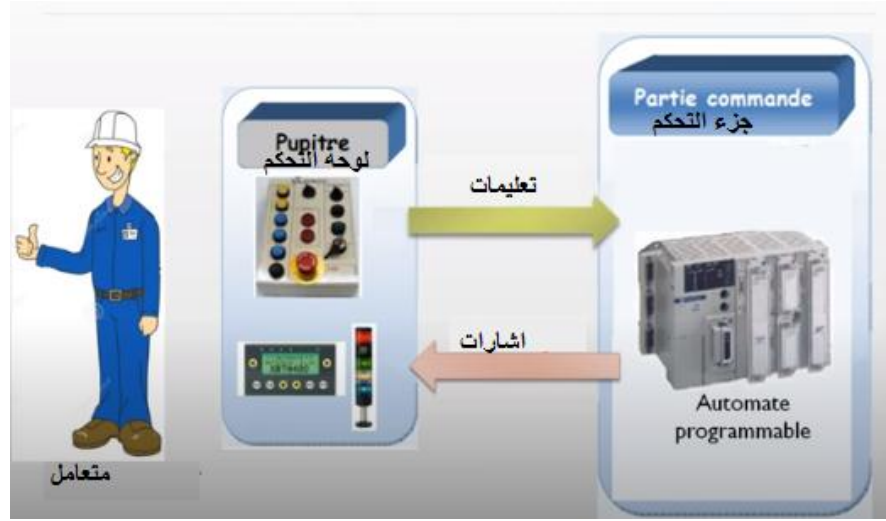 Partie commande
جزء التحكم
Pupitre
لوحة التحكم
تعليمات
اشارات
Automate
programmable
متعامل